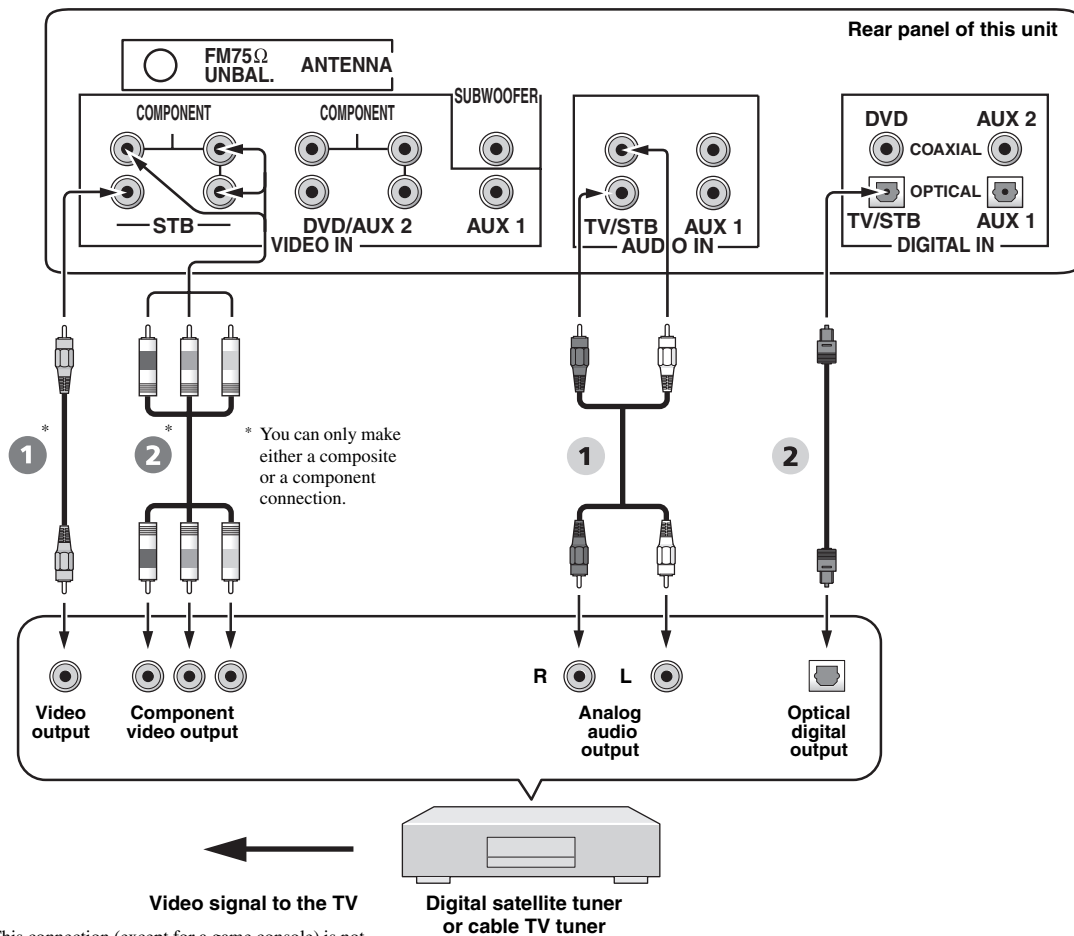 Rear panel of this unit
FM75Ω
UNBAL.
ANTENNA
COMPONENT
COMPONENT
SUBWOOFER
DVD
AUX 2
COAXIAL
OPTICAL
STB
DVD/AUX 2
AUX 1
TV/STB
AUX 1
TV/STB
AUX 1
VIDEO IN
AUDIO IN
DIGITAL IN
1 *
2 *
* You can only make
either a composite
or a component
connection.
1
2
R
L
Video
output
Component
video output
Analog
audio
output
Optical
digital
output
Video signal to the TV
Digital satellite tuner
or cable TV tuner